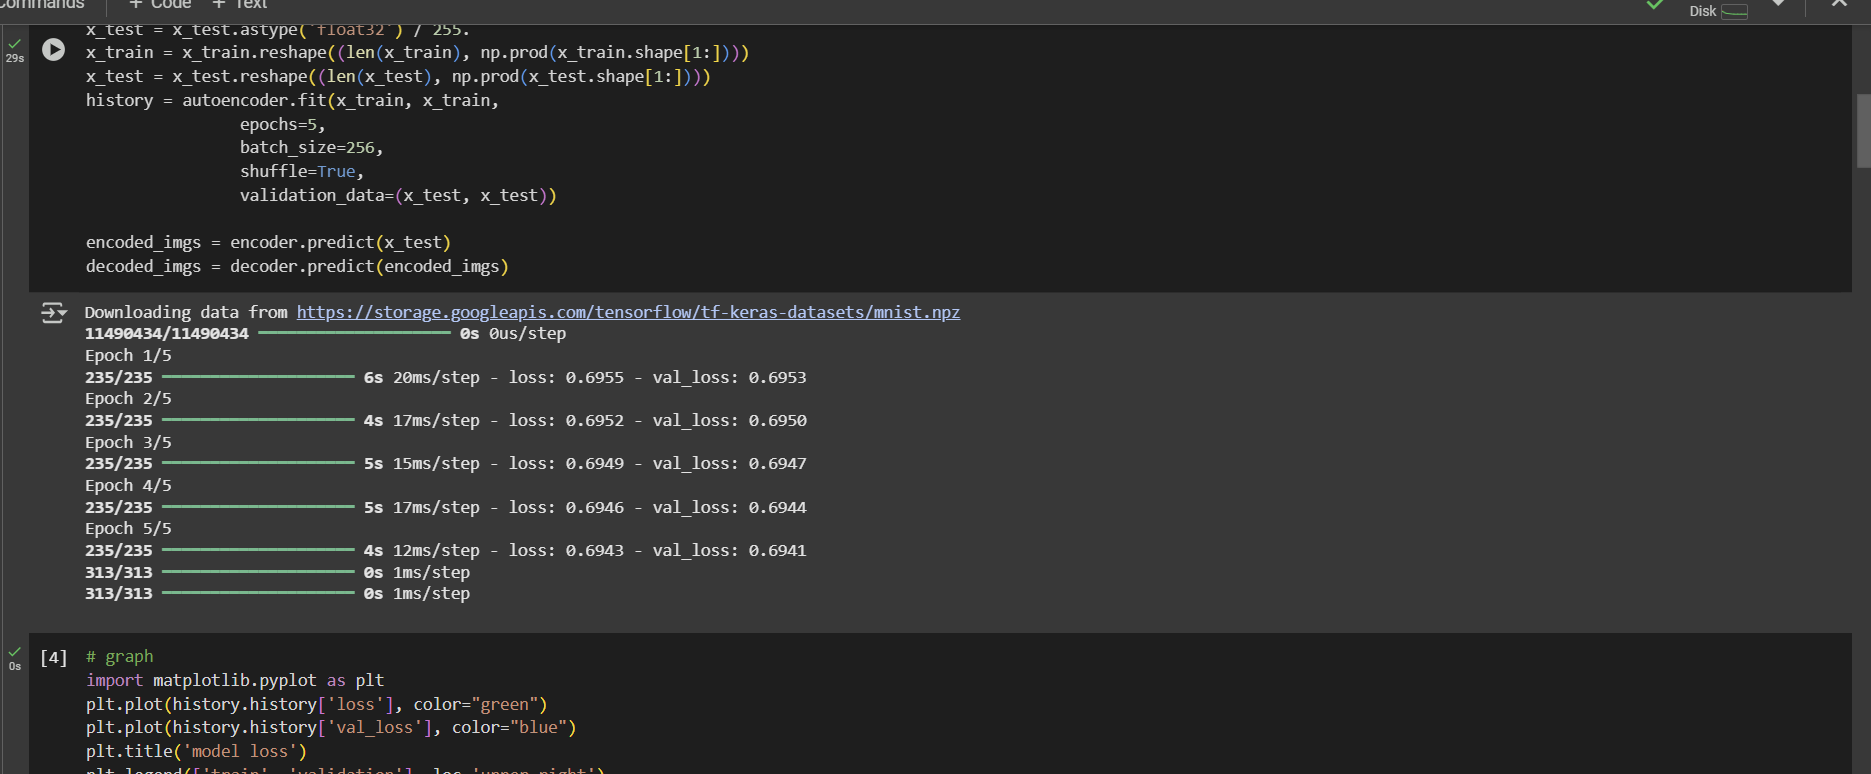 Commands + Code + Text
Disk
29s
x_test = x_test.astype('float32') / 255.
x_train = x_train.reshape((len(x_train), np.prod(x_train.shape[1:])))
x_test = x_test.reshape((len(x_test), np.prod(x_test.shape[1:])))
history = autoencoder.fit(x_train, x_train,
epochs=5,
batch_size=256,
shuffle=True,
validation_data=(x_test, x_test))
encoded_imgs = encoder.predict(x_test)
decoded_imgs = decoder.predict(encoded_imgs)
Downloading data from https://storage.googleapis.com/tensorflow/tf-keras-datasets/mnist.npz
11490434/11490434 0s 0us/step
Epoch 1/5
235/235 6s 20ms/step - loss: 0.6955 - val_loss: 0.6953
Epoch 2/5
235/235 4s 17ms/step - loss: 0.6952 - val_loss: 0.6950
Epoch 3/5
235/235 5s 15ms/step - loss: 0.6949 - val_loss: 0.6947
Epoch 4/5
235/235 5s 17ms/step - loss: 0.6946 - val_loss: 0.6944
Epoch 5/5
235/235 4s 12ms/step - loss: 0.6943 - val_loss: 0.6941
313/313 0s 1ms/step
313/313 0s 1ms/step
0s
[4] # graph
import matplotlib.pyplot as plt
plt.plot(history.history['loss'], color="green")
plt.plot(history.history['val_loss'], color="blue")
plt.title('model loss')
plt.legend(['train', 'validation'], loc='upper right')